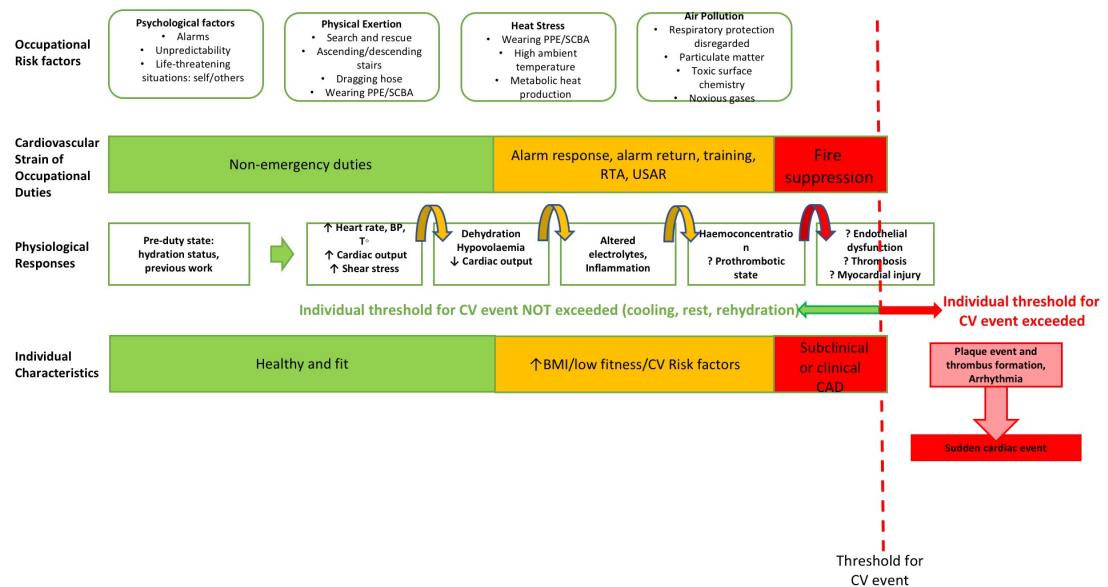 Occupational
Risk factors
Psychological factors
• Alarms
• Unpredictability
• Life-threatening
situations: self/others
Physical Exertion
• Search and rescue
• Ascending/descending
stairs
• Dragging hose
• Wearing PPE/SCBA
Heat Stress
• Wearing PPE/SCBA
• High ambient
temperature
• Metabolic heat
production
Air Pollution
• Respiratory protection
disregarded
• Particulate matter
• Toxic surface
chemistry
• Noxious gases
Cardiovascular
Strain of
Occupational
Duties
Non-emergency duties
Alarm response, alarm return, training,
RTA, USAR
Fire
suppression
Physiological
Responses
Pre-duty state:
hydration status,
previous work
↑ Heart rate, BP,
T◦
↑ Cardiac output
↑ Shear stress
Dehydration
Hypovolaemia
↓ Cardiac output
Altered
electrolytes,
Inflammation
Haemoconcentratio
n
? Prothrombotic
state
? Endothelial
dysfunction
? Thrombosis
? Myocardial injury
Individual threshold for CV event NOT exceeded (cooling, rest, rehydration)
Individual threshold for
CV event exceeded
Individual
Characteristics
Healthy and fit
↑BMI/low fitness/CV Risk factors
Subclinical
or clinical
CAD
Plaque event and
thrombus formation,
Arrhythmia
Sudden cardiac event
Threshold for
CV event